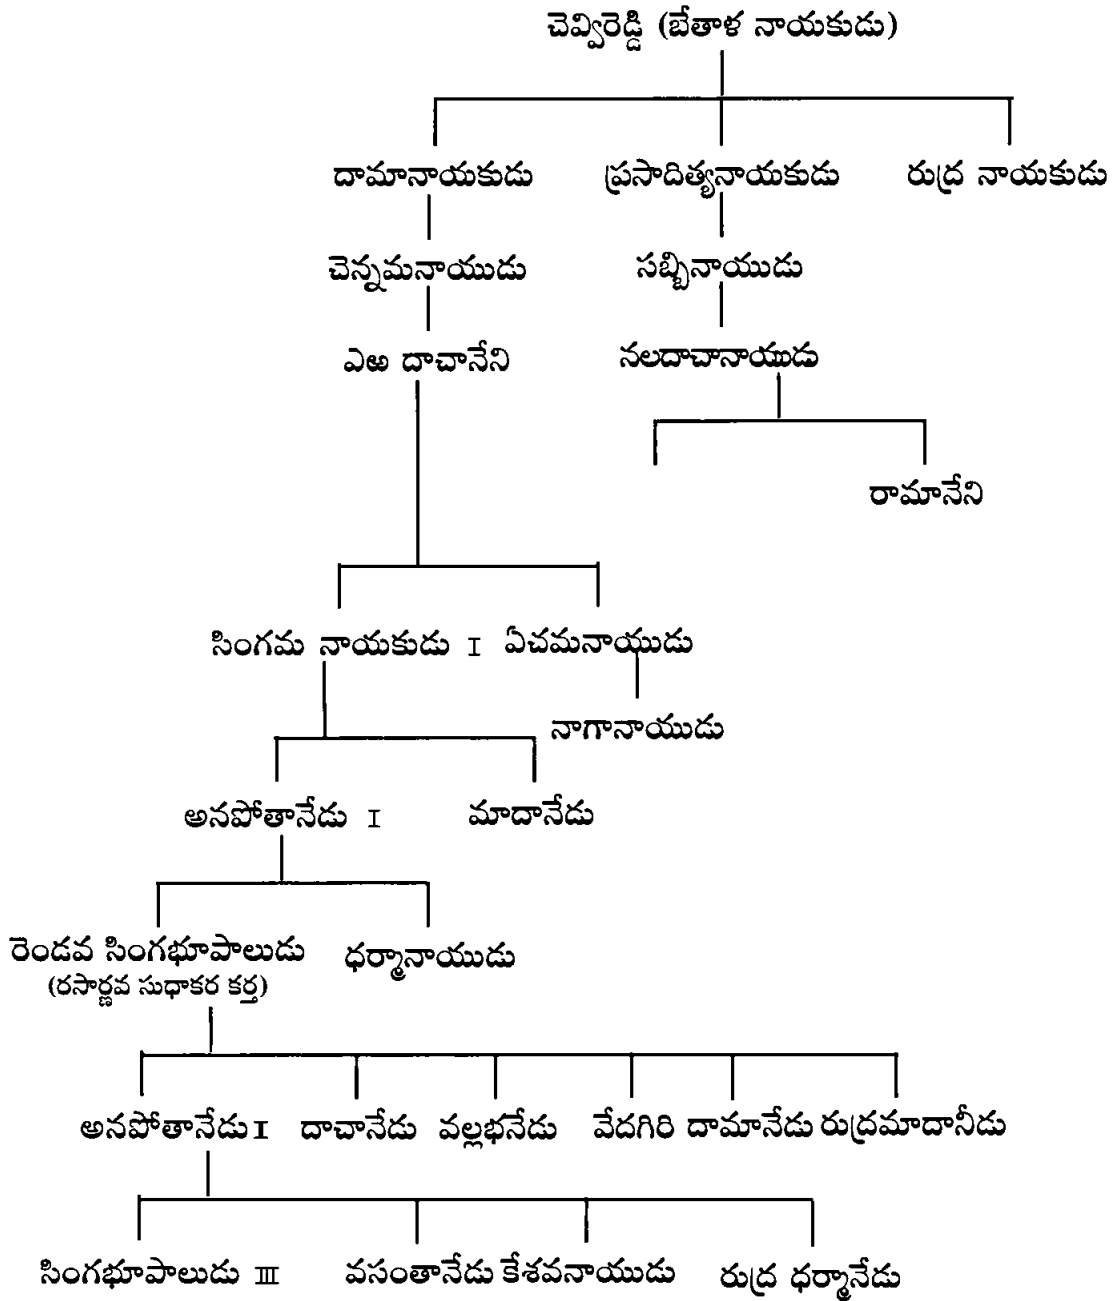 చెవ్విరెడ్డి (బేతాళ నాయకుడు)
దామానాయకుడు ప్రసాదిత్యనాయకుడు రుద్ర నాయకుడు
చెన్నమనాయుడు సబ్బినాయుడు
ఎఱ దాచానేని నలదాచానాయుడు
రామానేని
సింగమ నాయకుడు I ఏచమనాయుడు
నాగానాయుడు
అనపోతానేడు I మాదానేడు
రెండవ సింగభూపాలుడు ధర్మానాయుడు
(రసార్ణవ సుధాకర కర్త)
అనపోతానేడు I దాచానేడు వల్లభనేడు వేదగిరి దామానేడు రుద్రమాదానీడు
సింగభూపాలుడు III వసంతానేడు కేశవనాయుడు రుద్ర ధర్మానేడు